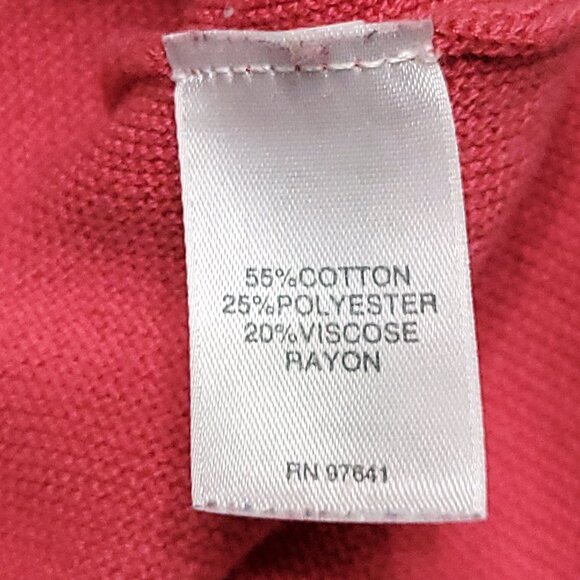 55%COTTON
25%POLYESTER
20%VISCOSE
RAYON
RN 97641